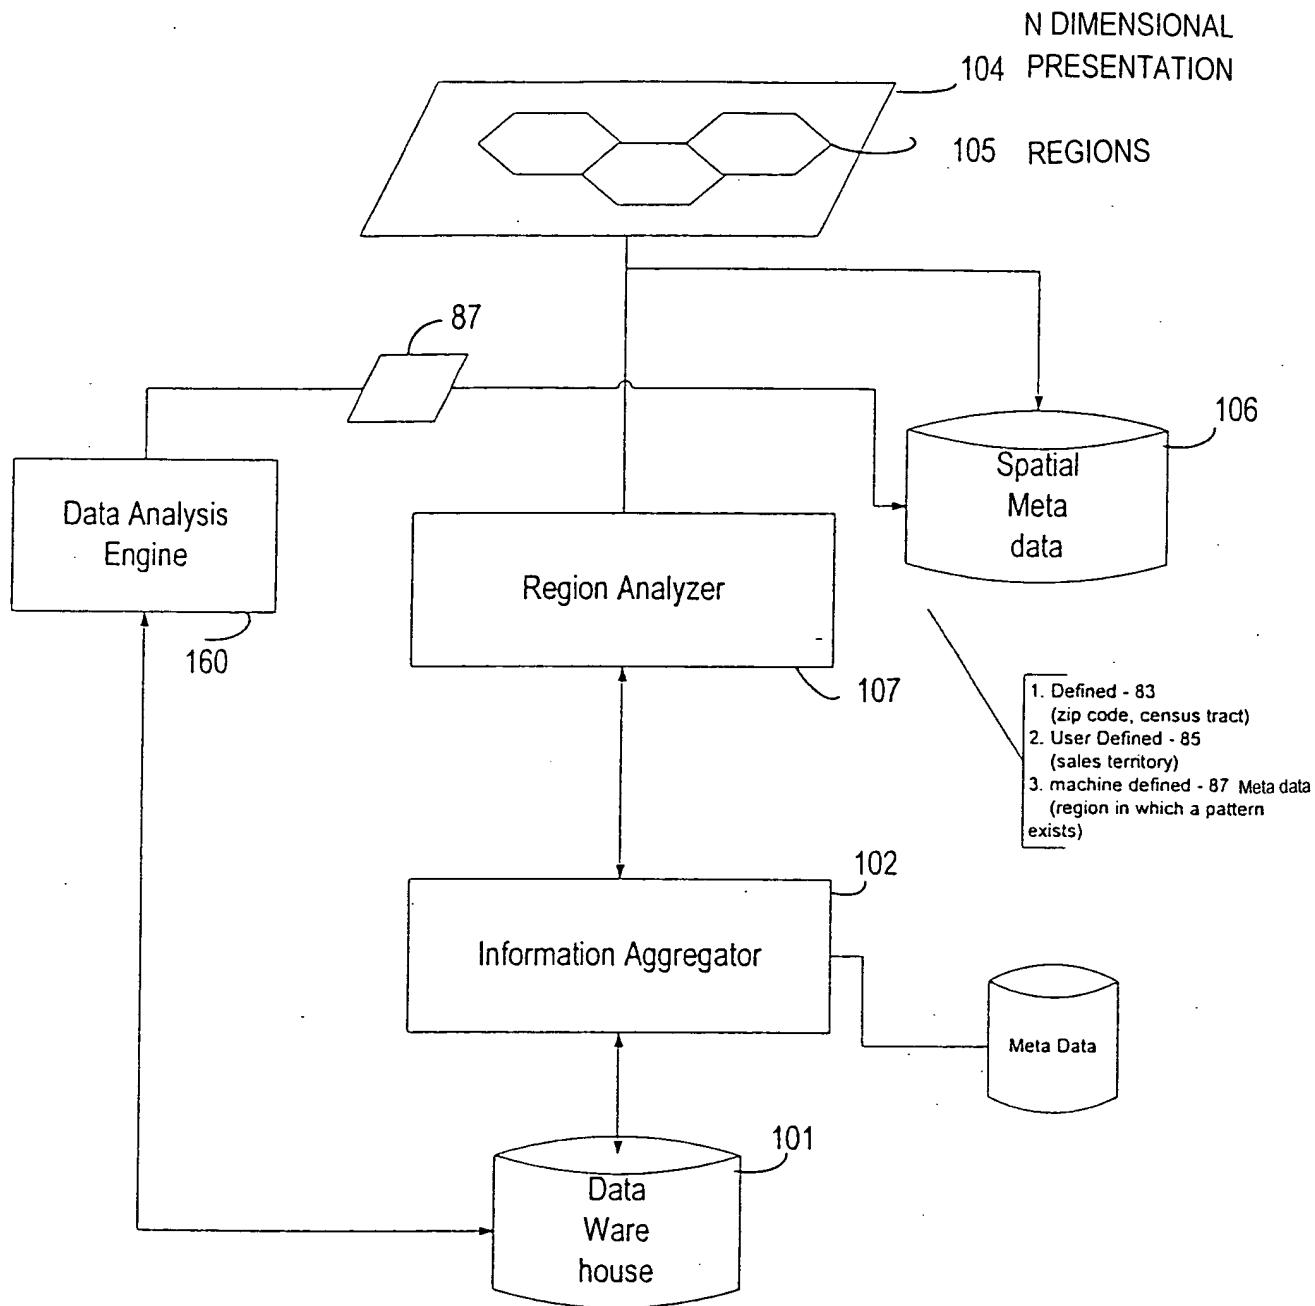 N DIMENSIONAL
104 PRESENTATION
105 REGIONS
87
106
Spatial
Meta
data
Data Analysis
Engine
160
Region Analyzer
107
1. Defined - 83
(zip code, census tract)
2. User Defined - 85
(sales territory)
3. machine defined - 87 Meta data
(region in which a pattern
exists)
102
Information Aggregator
Meta Data
101
Data
Ware
house